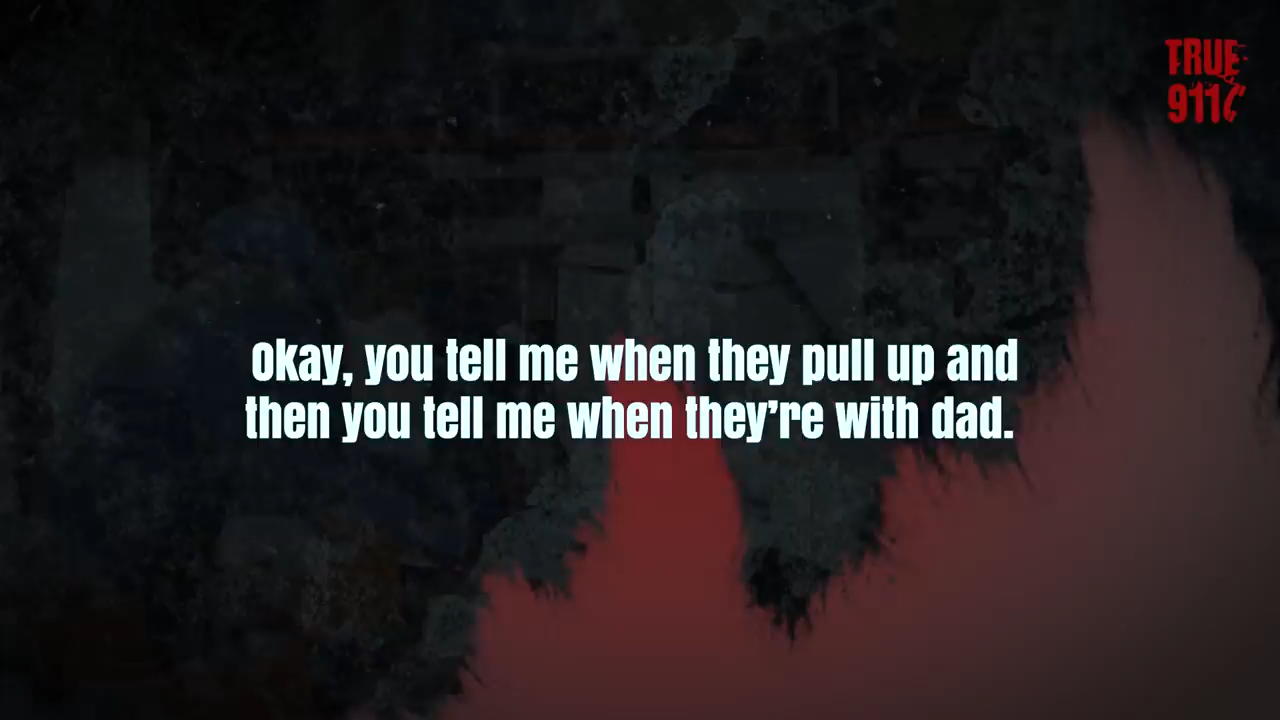 TRUE
911
Okay, you tell me when they pull up and
then you tell me when they’re with dad.